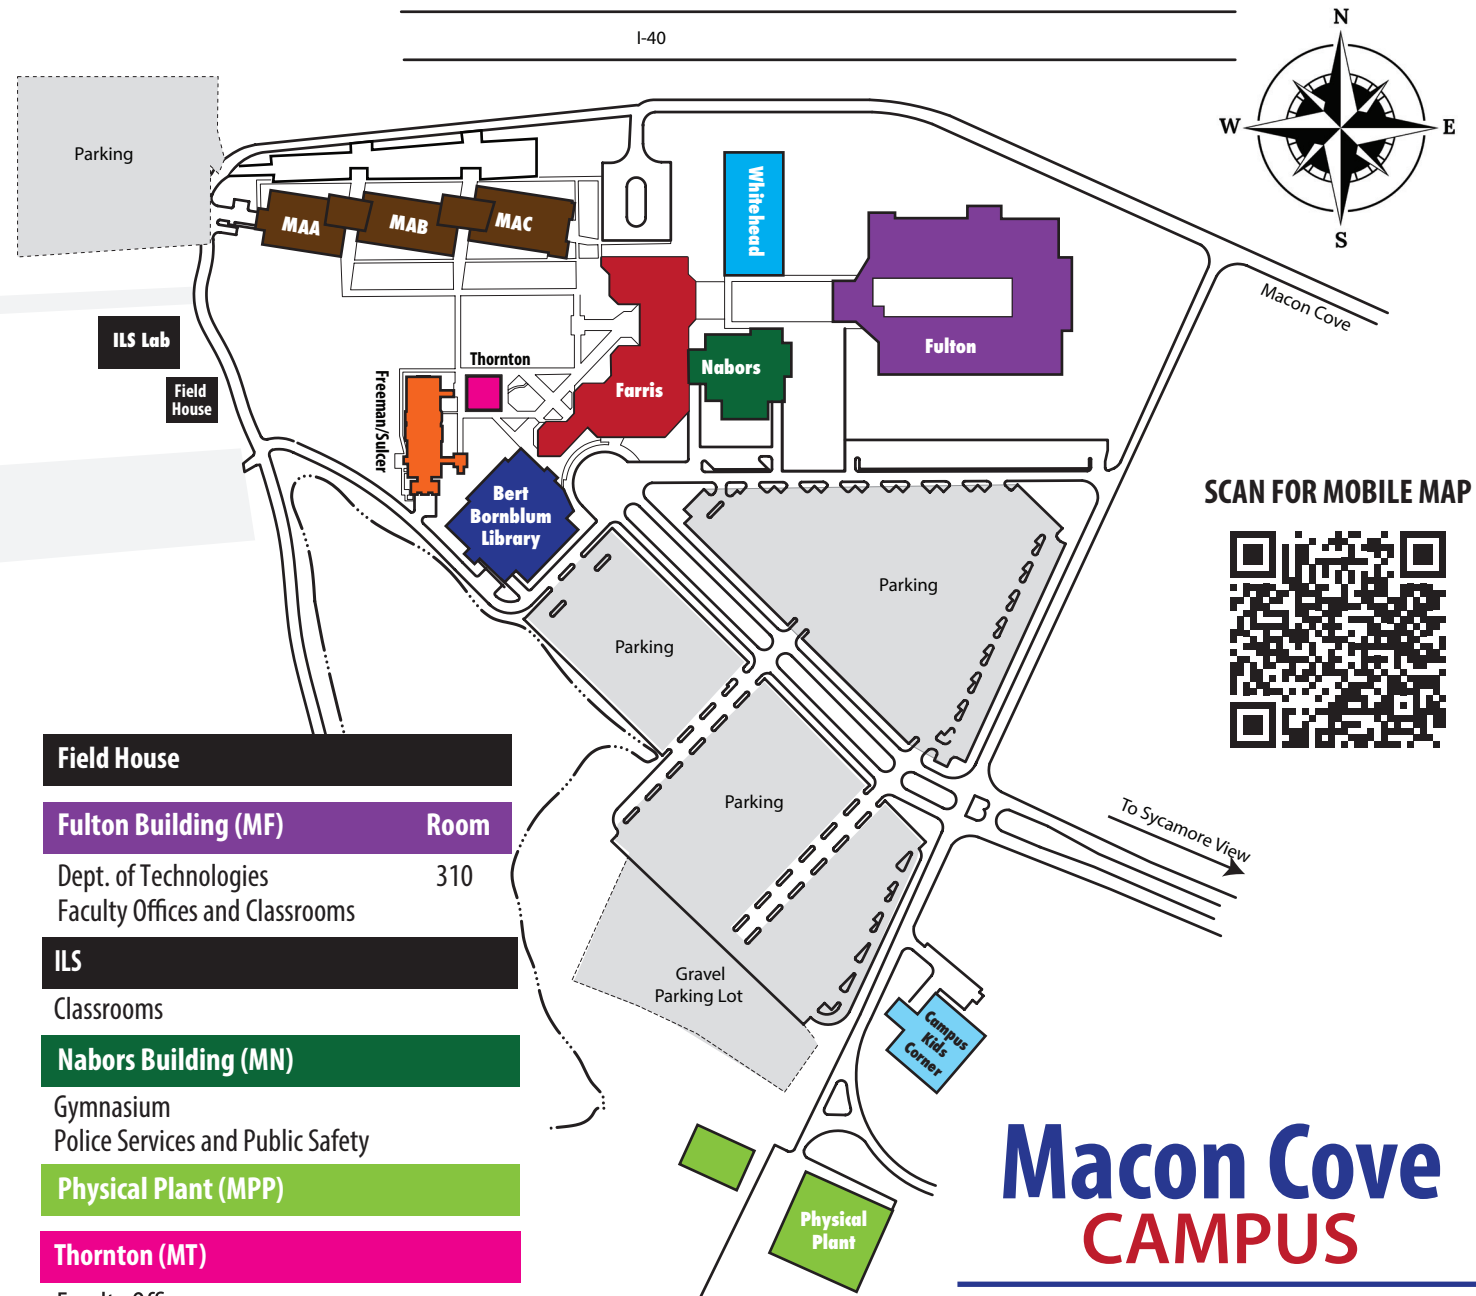 I-40
N
W
E
S
Parking
MAA
MAB
MAC
Whitehead
Macon Cove
ILS Lab
Field
House
Freeman/Sulcer
Thornton
Farris
Nabors
Fulton
Bert
Bornblum
Library
SCAN FOR MOBILE MAP
Parking
Parking
Parking
To Sycamore View
Gravel
Parking Lot
Campus
Kids
Corner
Physical
Plant
Field House
Fulton Building (MF) Room
Dept. of Technologies 310
Faculty Offices and Classrooms
ILS
Classrooms
Nabors Building (MN)
Gymnasium
Police Services and Public Safety
Physical Plant (MPP)
Thornton (MT)
Macon Cove
CAMPUS